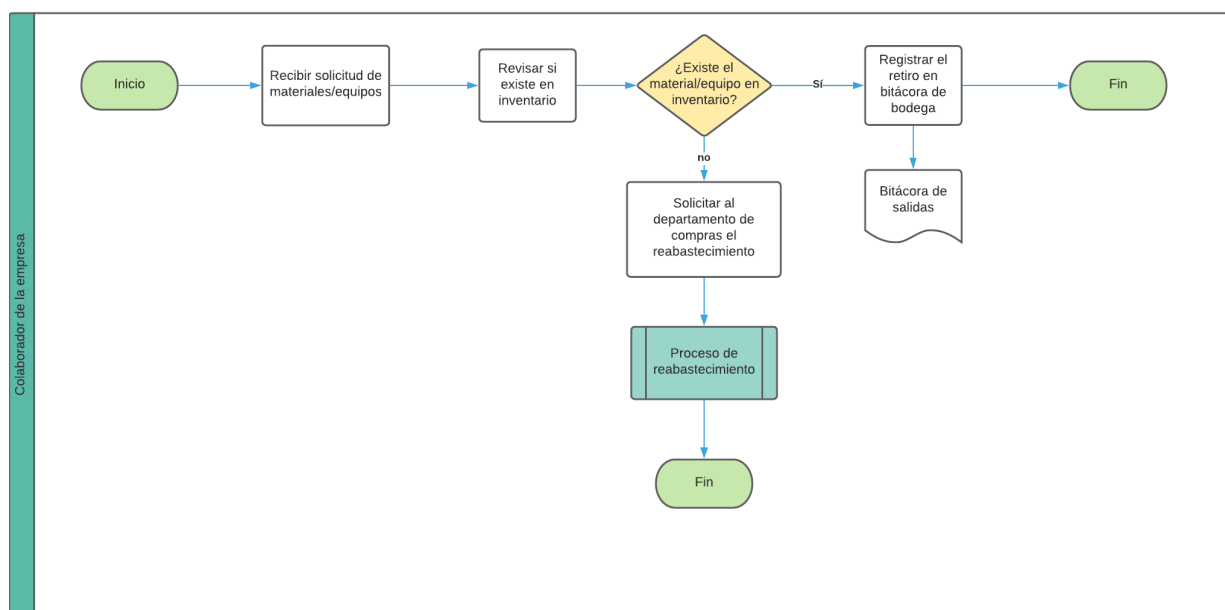 Colaborador de la empresa
Inicio
Recibir solicitud de
materiales/equipos
Revisar si
existe en
inventario
¿Existe el
material/equipo en
inventario?
Sí
Registrar el
retiro en
bitácora de
bodega
Fin
no
Bitácora de
salidas
Solicitar al
departamento de
compras el
reabastecimiento
Proceso de
reabastecimiento
Fin